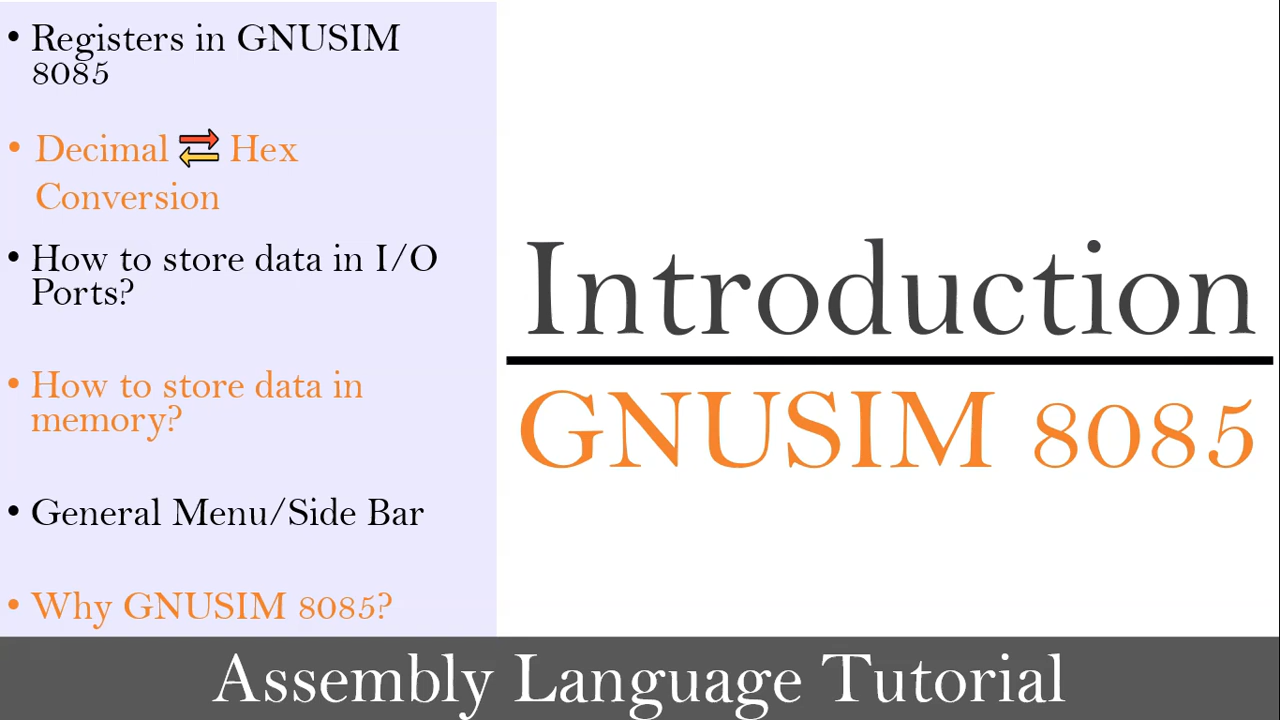 • Registers in GNUSIM
8085
• Decimal ⇄ Hex
Conversion
• How to store data in I/O
Ports?
• How to store data in
memory?
• General Menu/Side Bar
• Why GNUSIM 8085?
Introduction
GNUSIM 8085
Assembly Language Tutorial